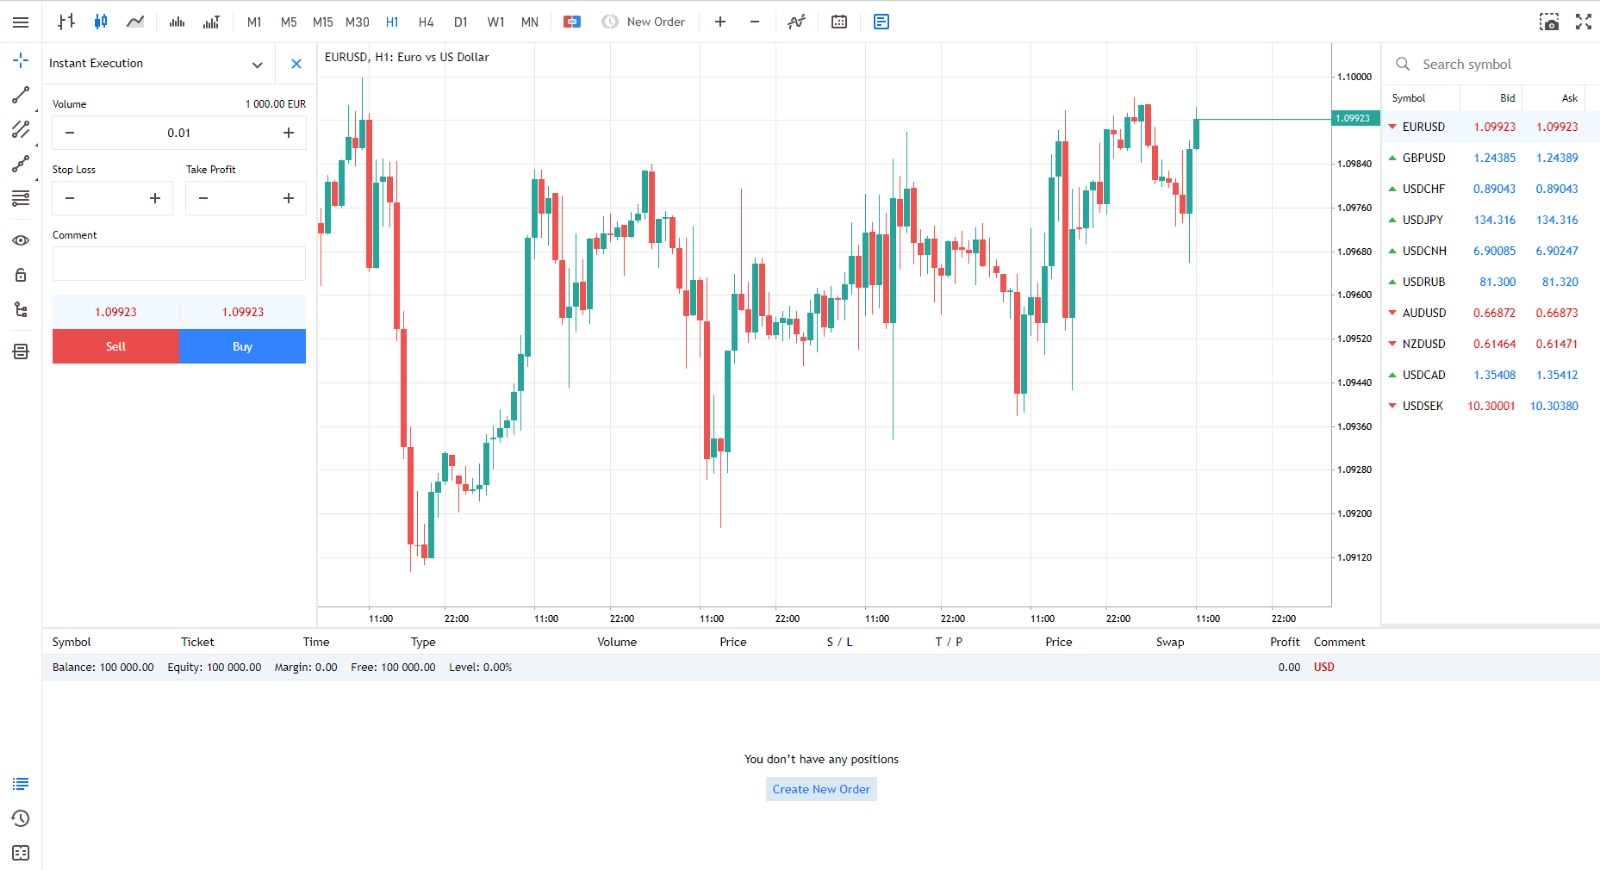 M1 M5 M15 M30 H1 H4 D1 W1 MN New Order
Instant Execution
Volume 1 000.00 EUR
0.01
Stop Loss Take Profit
Comment
1.09923 1.09923
Sell Buy
EURUSD, H1: Euro vs US Dollar
1.10000
1.09923
1.09840
1.09760
1.09680
1.09600
1.09520
1.09440
1.09360
1.09280
1.09200
1.09120
11:00 22:00 11:00 22:00 11:00 22:00 11:00 22:00 11:00 22:00 11:00 22:00
Search symbol
Symbol Bid Ask
EURUSD 1.09923 1.09923
GBPUSD 1.24385 1.24389
USDCHF 0.89043 0.89043
USDJPY 134.316 134.316
USDCNH 6.90085 6.90247
USDRUB 81.300 81.320
AUDUSD 0.66872 0.66873
NZDUSD 0.61464 0.61471
USDCAD 1.35408 1.35412
USDSEK 10.30001 10.30380
Symbol Ticket Time Type Volume Price S / L T / P Price Swap Profit Comment
Balance: 100 000.00 Equity: 100 000.00 Margin: 0.00 Free: 100 000.00 Level: 0.00% 0.00 USD
You don't have any positions
Create New Order